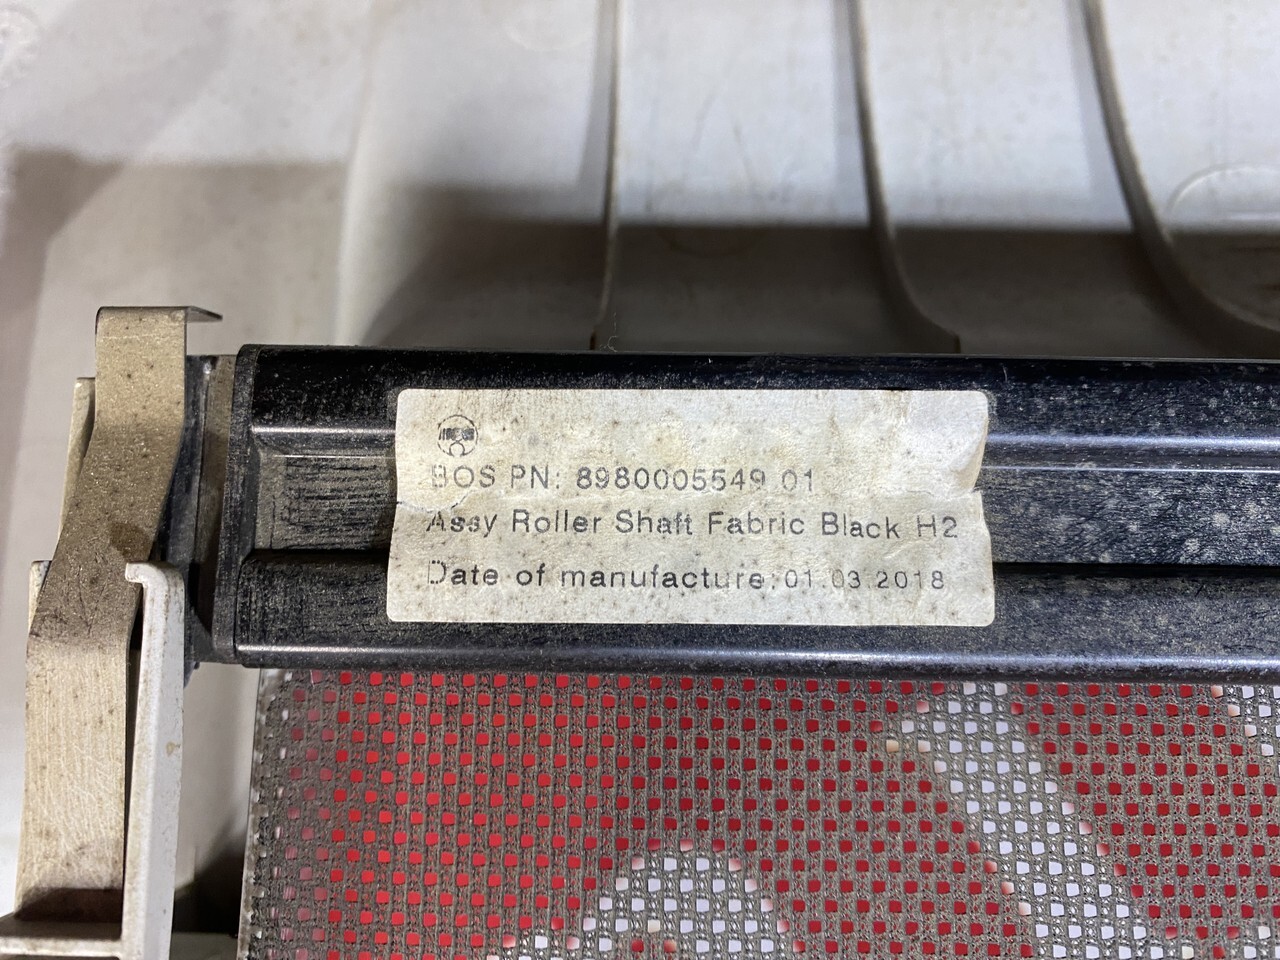 BOS PN: 8980005549 01
Assy Roller Shaft Fabric Black H2
Date of manufacture:01.03.2018